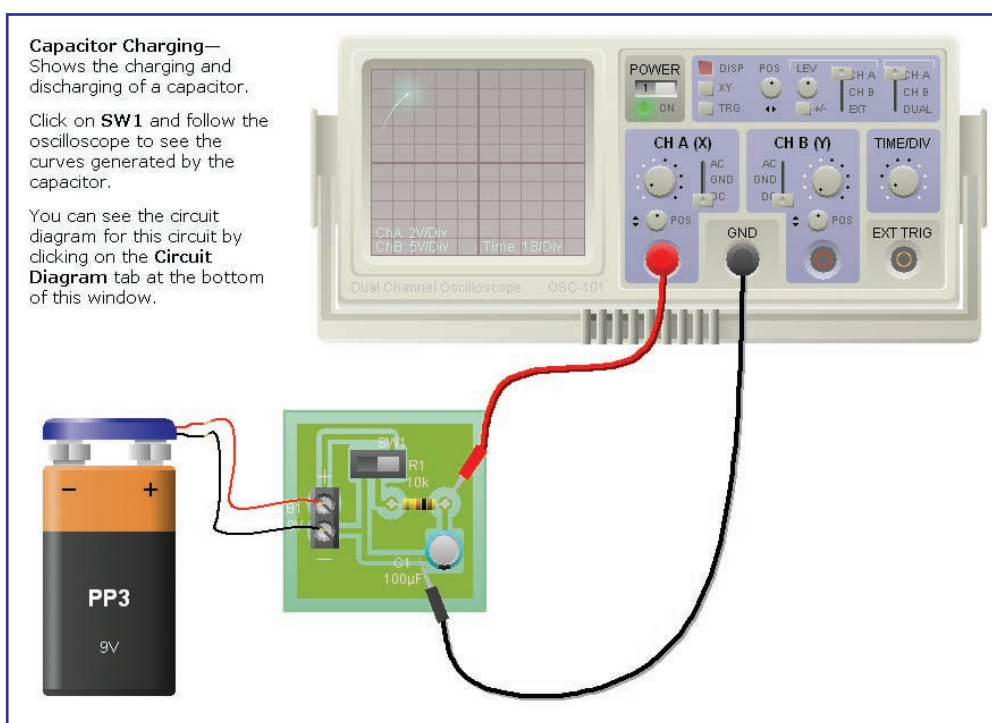 Capacitor Charging—
Shows the charging and
discharging of a capacitor.
Click on SW1 and follow the
oscilloscope to see the
curves generated by the
capacitor.
You can see the circuit
diagram for this circuit by
clicking on the Circuit
Diagram tab at the bottom
of this window.
ChA: 2V/Div
ChB: 5V/Div Time: 1S/Div
Dual Channel Oscilloscope OSC-101
POWER
1
ON
DISP
XY
TRG
POS
LEV
+/-
CH A
CH B
EXT
CH A
CH B
DUAL
CH A (X)
AC
GND
DC
POS
CH B (Y)
AC
GND
DC
POS
TIME/DIV
GND
EXT TRIG
SW1
R1
10k
+
B1
9V
−
C1
100µF
− +
PP3
9V